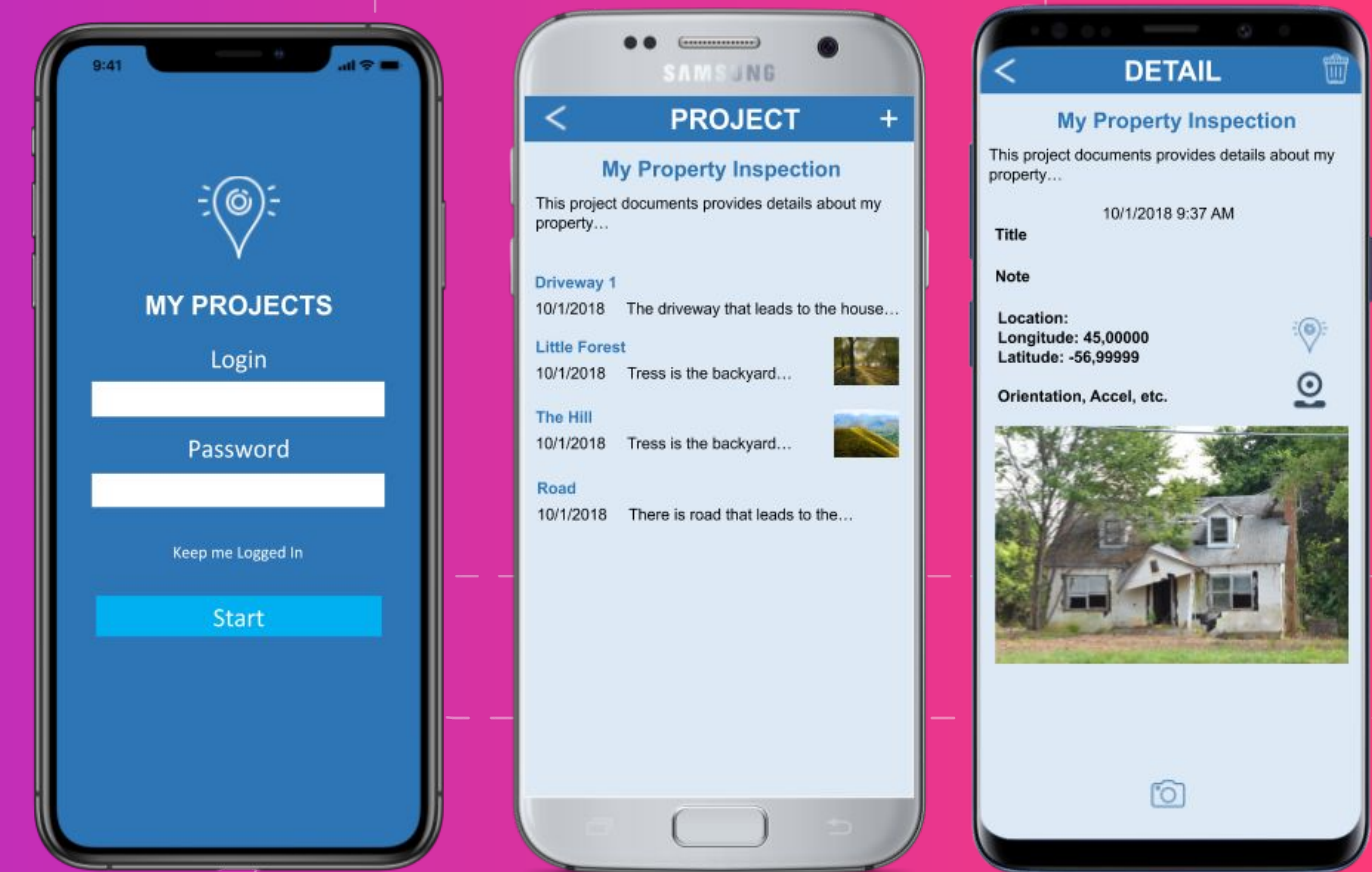 9:41
MY PROJECTS
Login
Password
Keep me Logged In
Start
SAMSUNG
PROJECT +
My Property Inspection
This project documents provides details about my
property…
Driveway 1
10/1/2018 The driveway that leads to the house…
Little Forest
10/1/2018 Tress is the backyard…
The Hill
10/1/2018 Tress is the backyard…
Road
10/1/2018 There is road that leads to the…
DETAIL
My Property Inspection
This project documents provides details about my
property…
10/1/2018 9:37 AM
Title
Note
Location:
Longitude: 45,00000
Latitude: -56,99999
Orientation, Accel, etc.